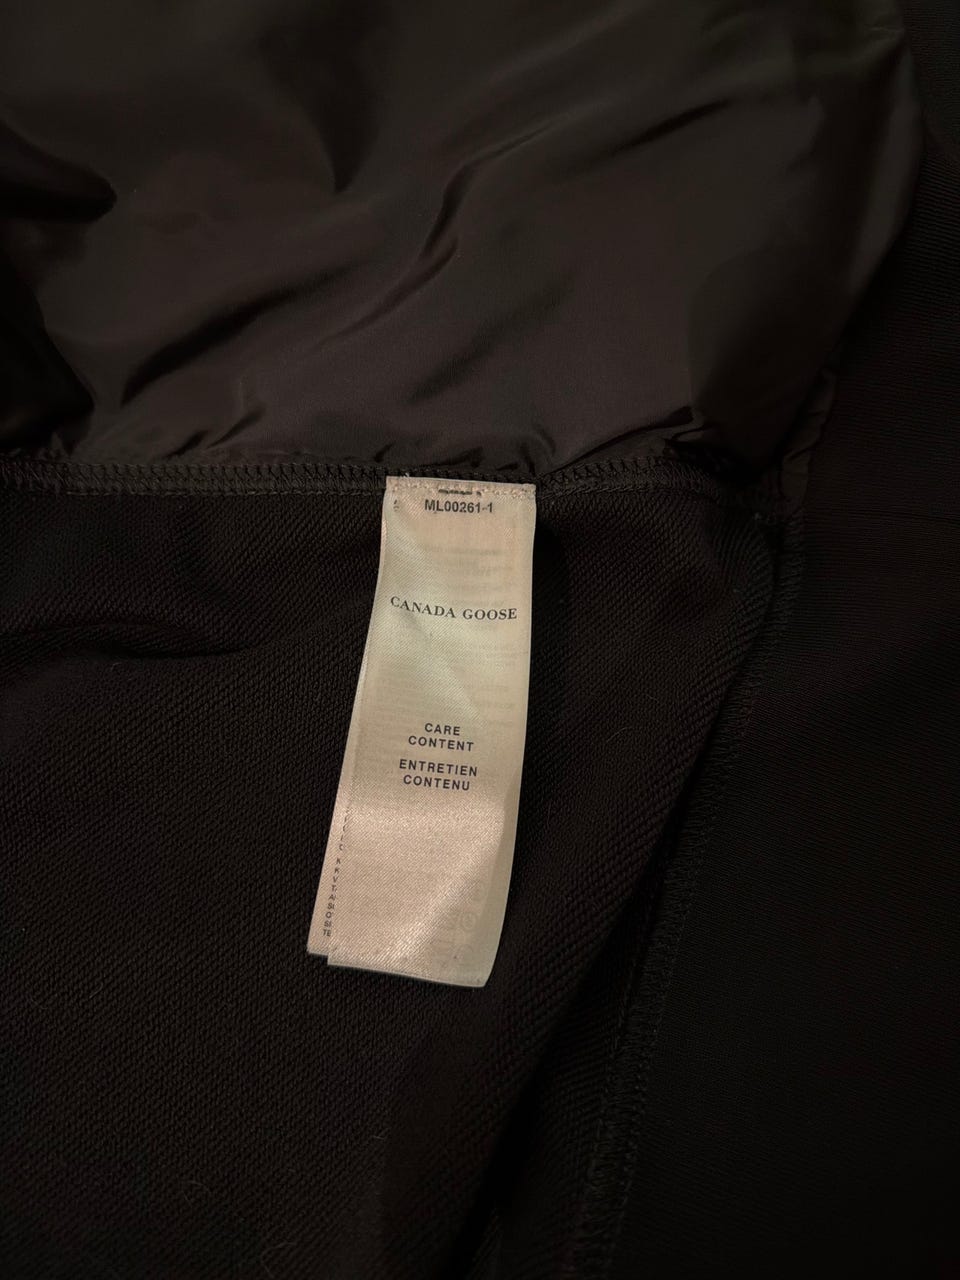 ML00261-1
CANADA GOOSE
CARE
CONTENT
ENTRETIEN
CONTENU